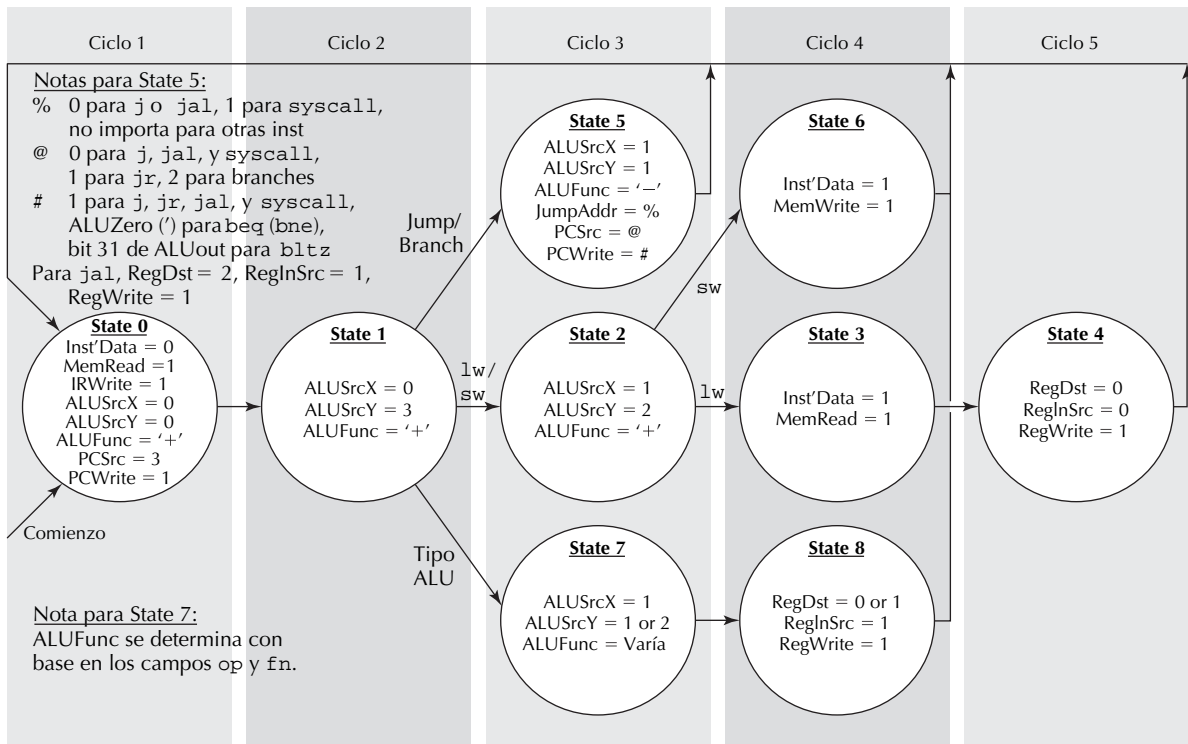 Ciclo 1
Ciclo 2
Ciclo 3
Ciclo 4
Ciclo 5
Notas para State 5:
% 0 para j o jal, 1 para syscall,
no importa para otras inst
@ 0 para j, jal, y syscall,
1 para jr, 2 para branches
# 1 para j, jr, jal, y syscall,
ALUZero (′) para beq (bne),
bit 31 de ALUout para bltz
Para jal, RegDst = 2, RegInSrc = 1,
RegWrite = 1
State 0
Inst′Data = 0
MemRead =1
IRWrite = 1
ALUSrcX = 0
ALUSrcY = 0
ALUFunc = ‘+’
PCSrc = 3
PCWrite = 1
Comienzo
State 1
ALUSrcX = 0
ALUSrcY = 3
ALUFunc = ‘+’
Jump/
Branch
lw/
sw
Tipo
ALU
State 5
ALUSrcX = 1
ALUSrcY = 1
ALUFunc = ‘−’
JumpAddr = %
PCSrc = @
PCWrite = #
State 6
Inst′Data = 1
MemWrite = 1
sw
State 2
ALUSrcX = 1
ALUSrcY = 2
ALUFunc = ‘+’
lw
State 3
Inst′Data = 1
MemRead = 1
State 4
RegDst = 0
RegInSrc = 0
RegWrite = 1
State 7
ALUSrcX = 1
ALUSrcY = 1 or 2
ALUFunc = Varía
State 8
RegDst = 0 or 1
RegInSrc = 1
RegWrite = 1
Nota para State 7:
ALUFunc se determina con
base en los campos op y fn.